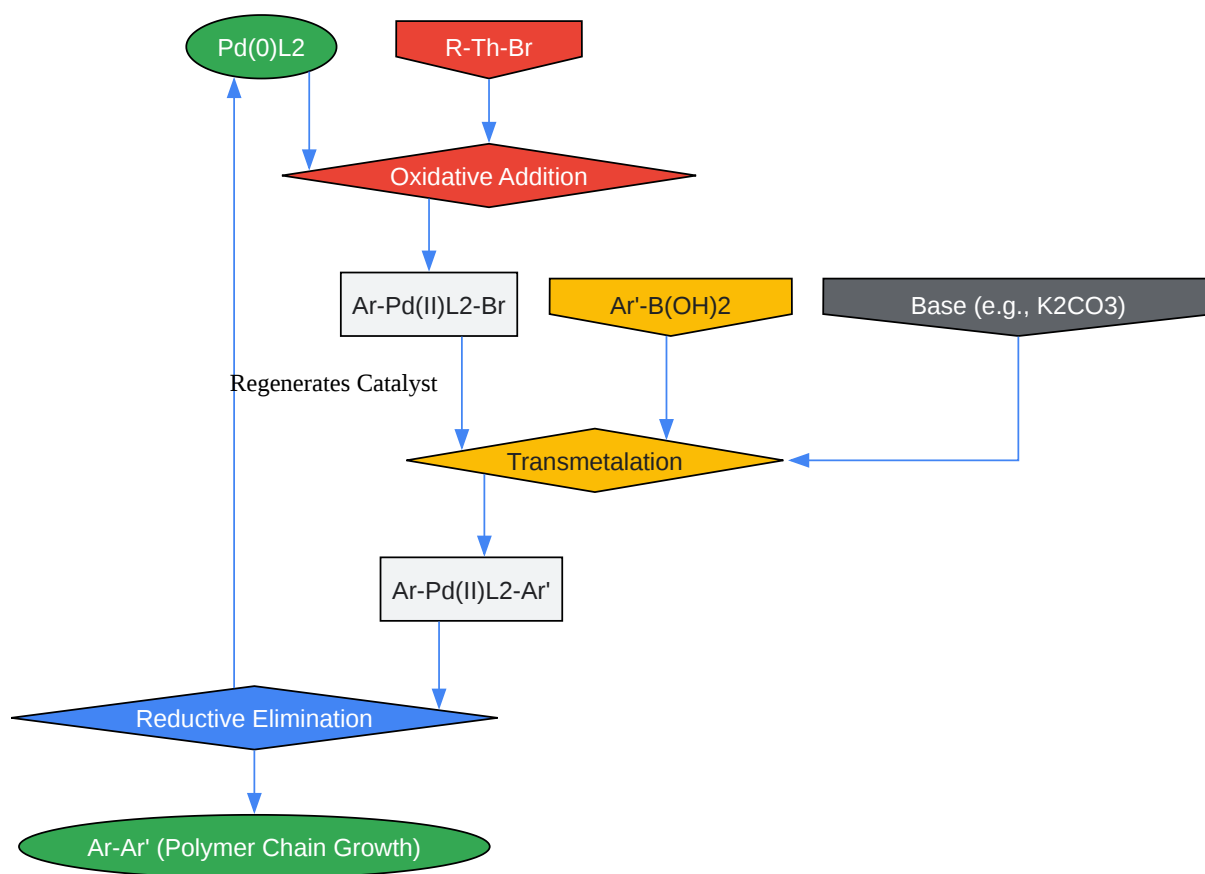 Pd(0)L2
R-Th-Br
Oxidative Addition
Ar-Pd(II)L2-Br
Ar'-B(OH)2
Base (e.g., K2CO3)
Regenerates Catalyst
Transmetalation
Ar-Pd(II)L2-Ar'
Reductive Elimination
Ar-Ar' (Polymer Chain Growth)